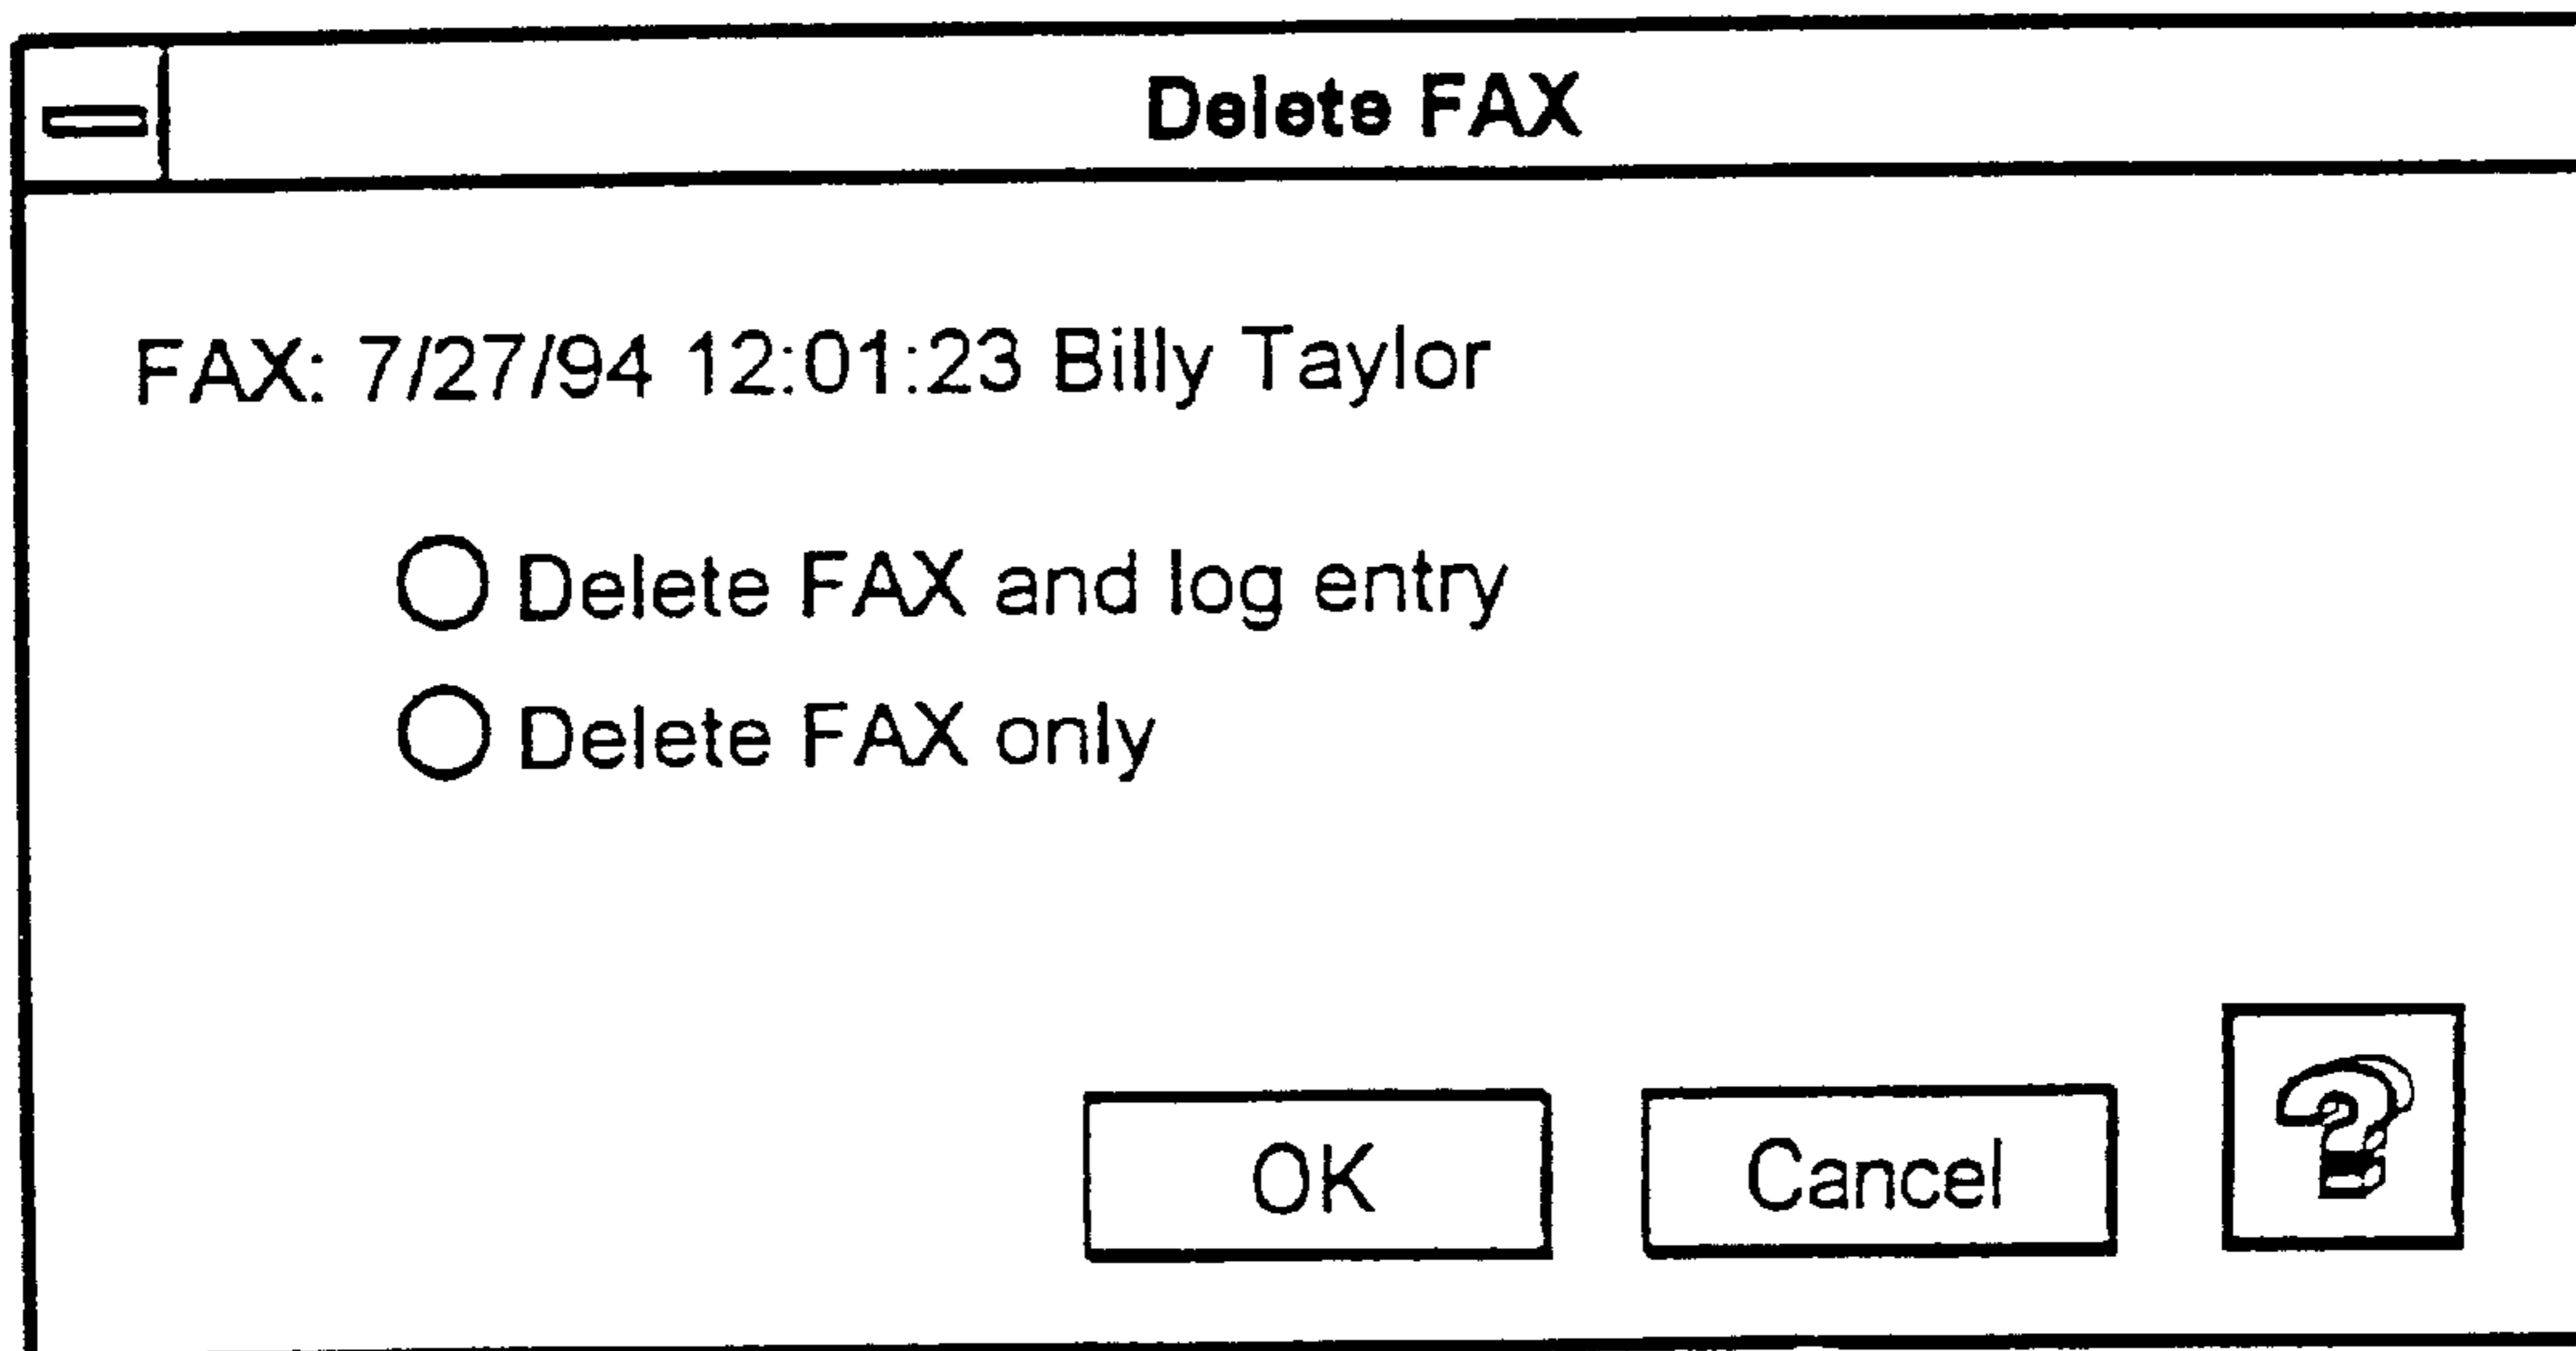 Delete FAX
FAX: 7/27/94 12:01:23 Billy Taylor
Delete FAX and log entry
Delete FAX only
OK
Cancel
?